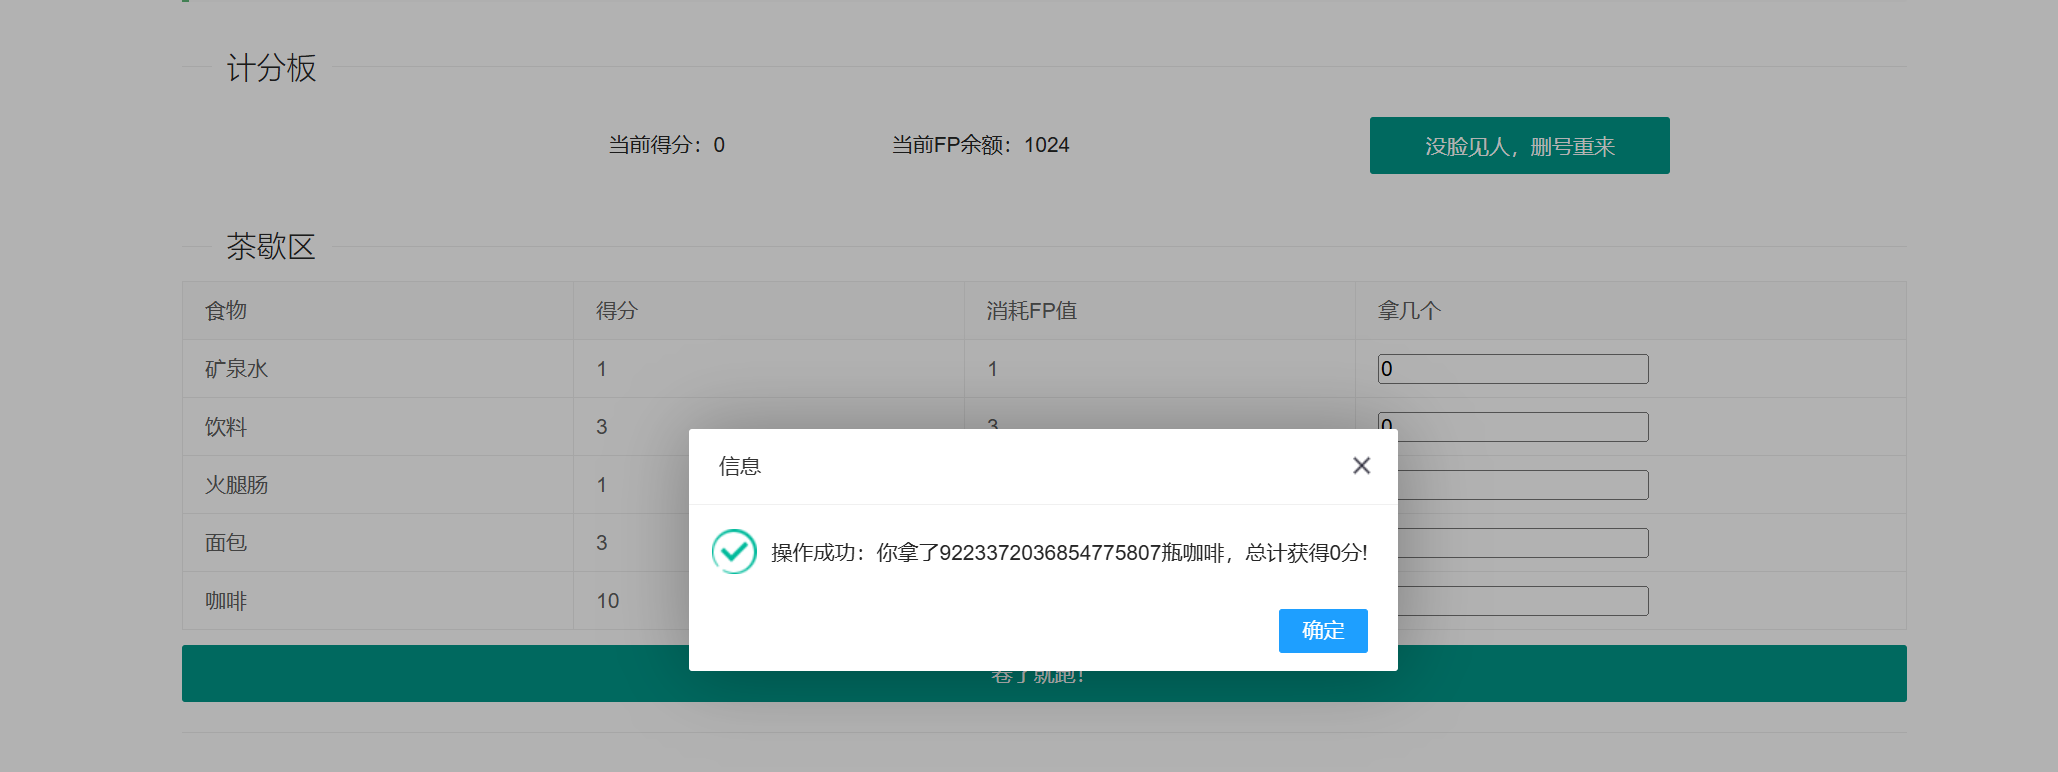 计分板
当前得分：0 当前FP余额：1024 没脸见人，删号重来
茶歇区
食物 得分 消耗FP值 拿几个
矿泉水 1 1 0
饮料 3 3 0
火腿肠 1
面包 3
咖啡 10
信息
操作成功：你拿了9223372036854775807瓶咖啡，总计获得0分!
确定
卷了就跑!